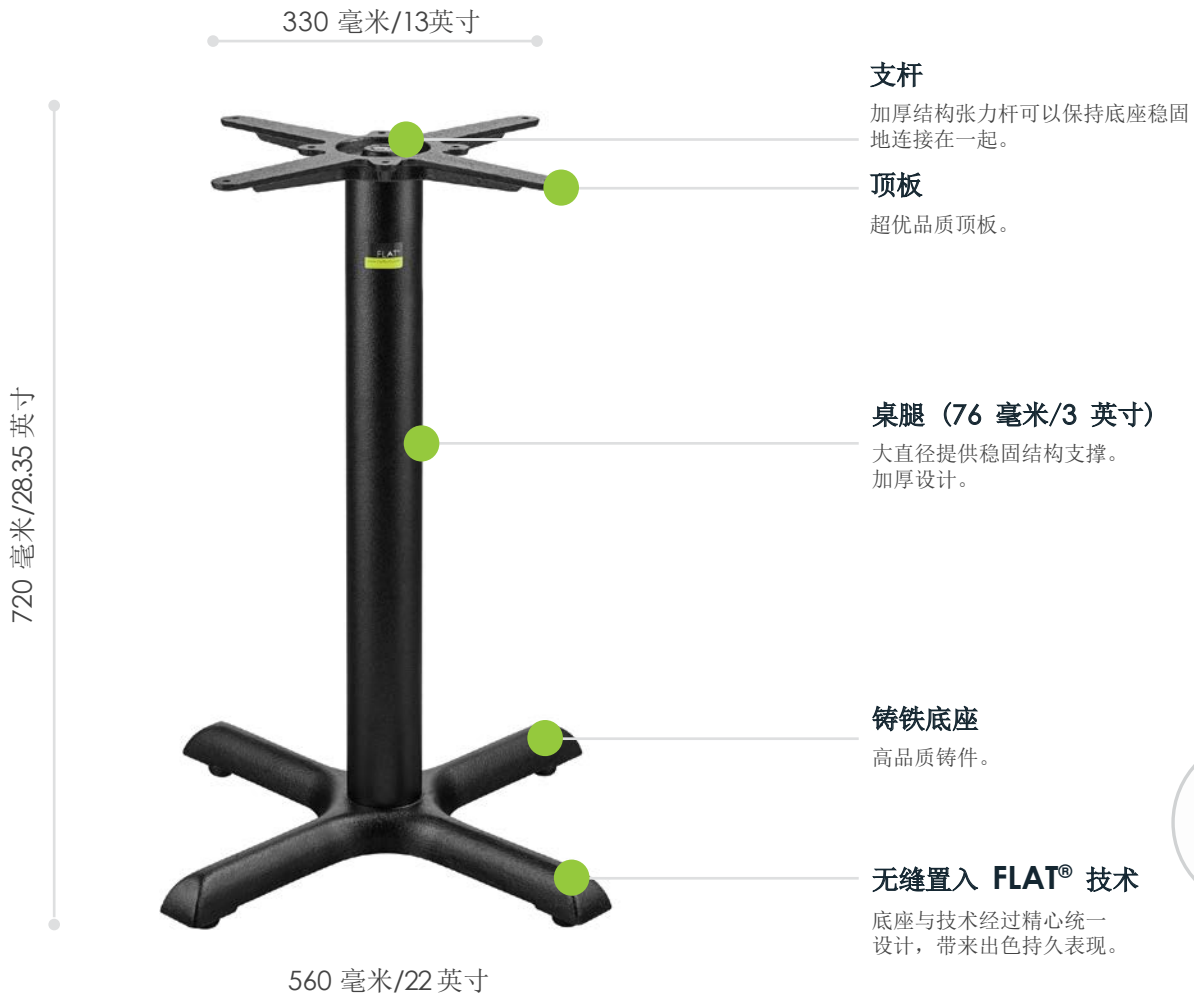 330 毫米/13英寸
支杆
加厚结构张力杆可以保持底座稳固
地连接在一起。
顶板
超优品质顶板。
FLAT®
720 毫米/28.35 英寸
桌腿 (76 毫米/3 英寸)
大直径提供稳固结构支撑。
加厚设计。
铸铁底座
高品质铸件。
无缝置入 FLAT® 技术
底座与技术经过精心统一
设计，带来出色持久表现。
560 毫米/22 英寸